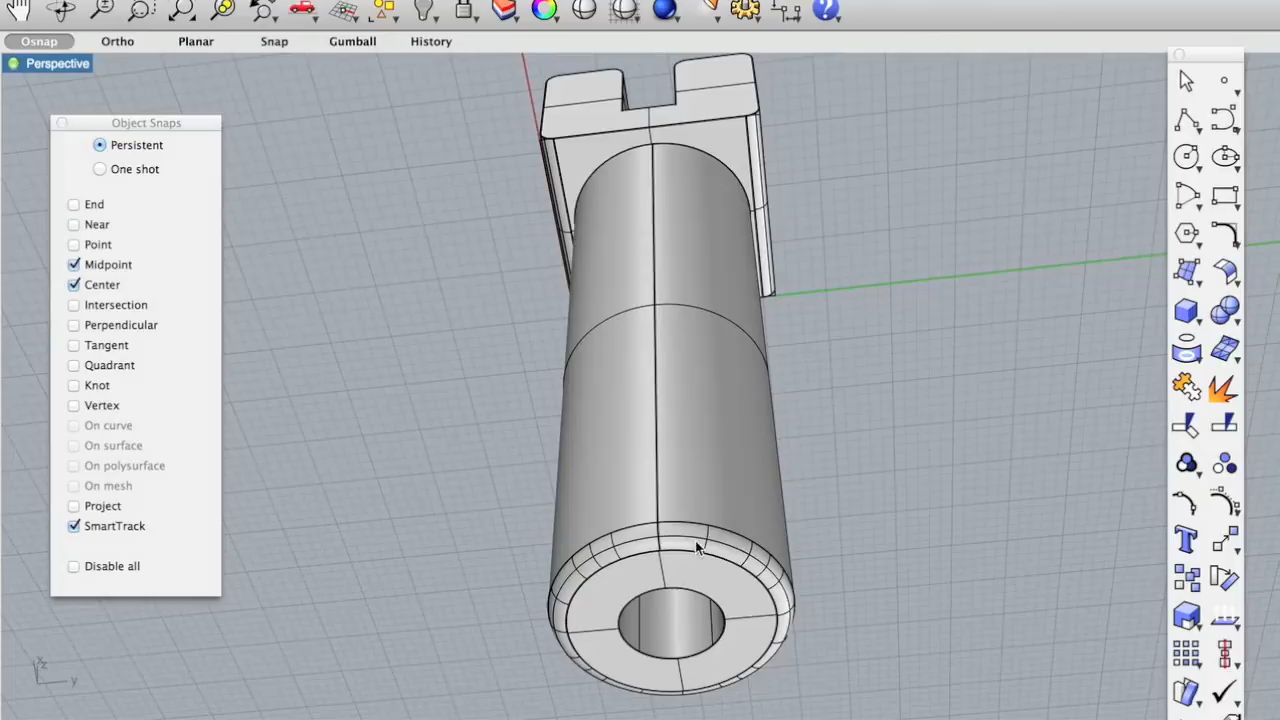 Osnap Ortho Planar Snap Gumball History
Perspective
Object Snaps
Persistent
One shot
End
Near
Point
Midpoint
Center
Intersection
Perpendicular
Tangent
Quadrant
Knot
Vertex
On curve
On surface
On polysurface
On mesh
Project
SmartTrack
Disable all
z
y